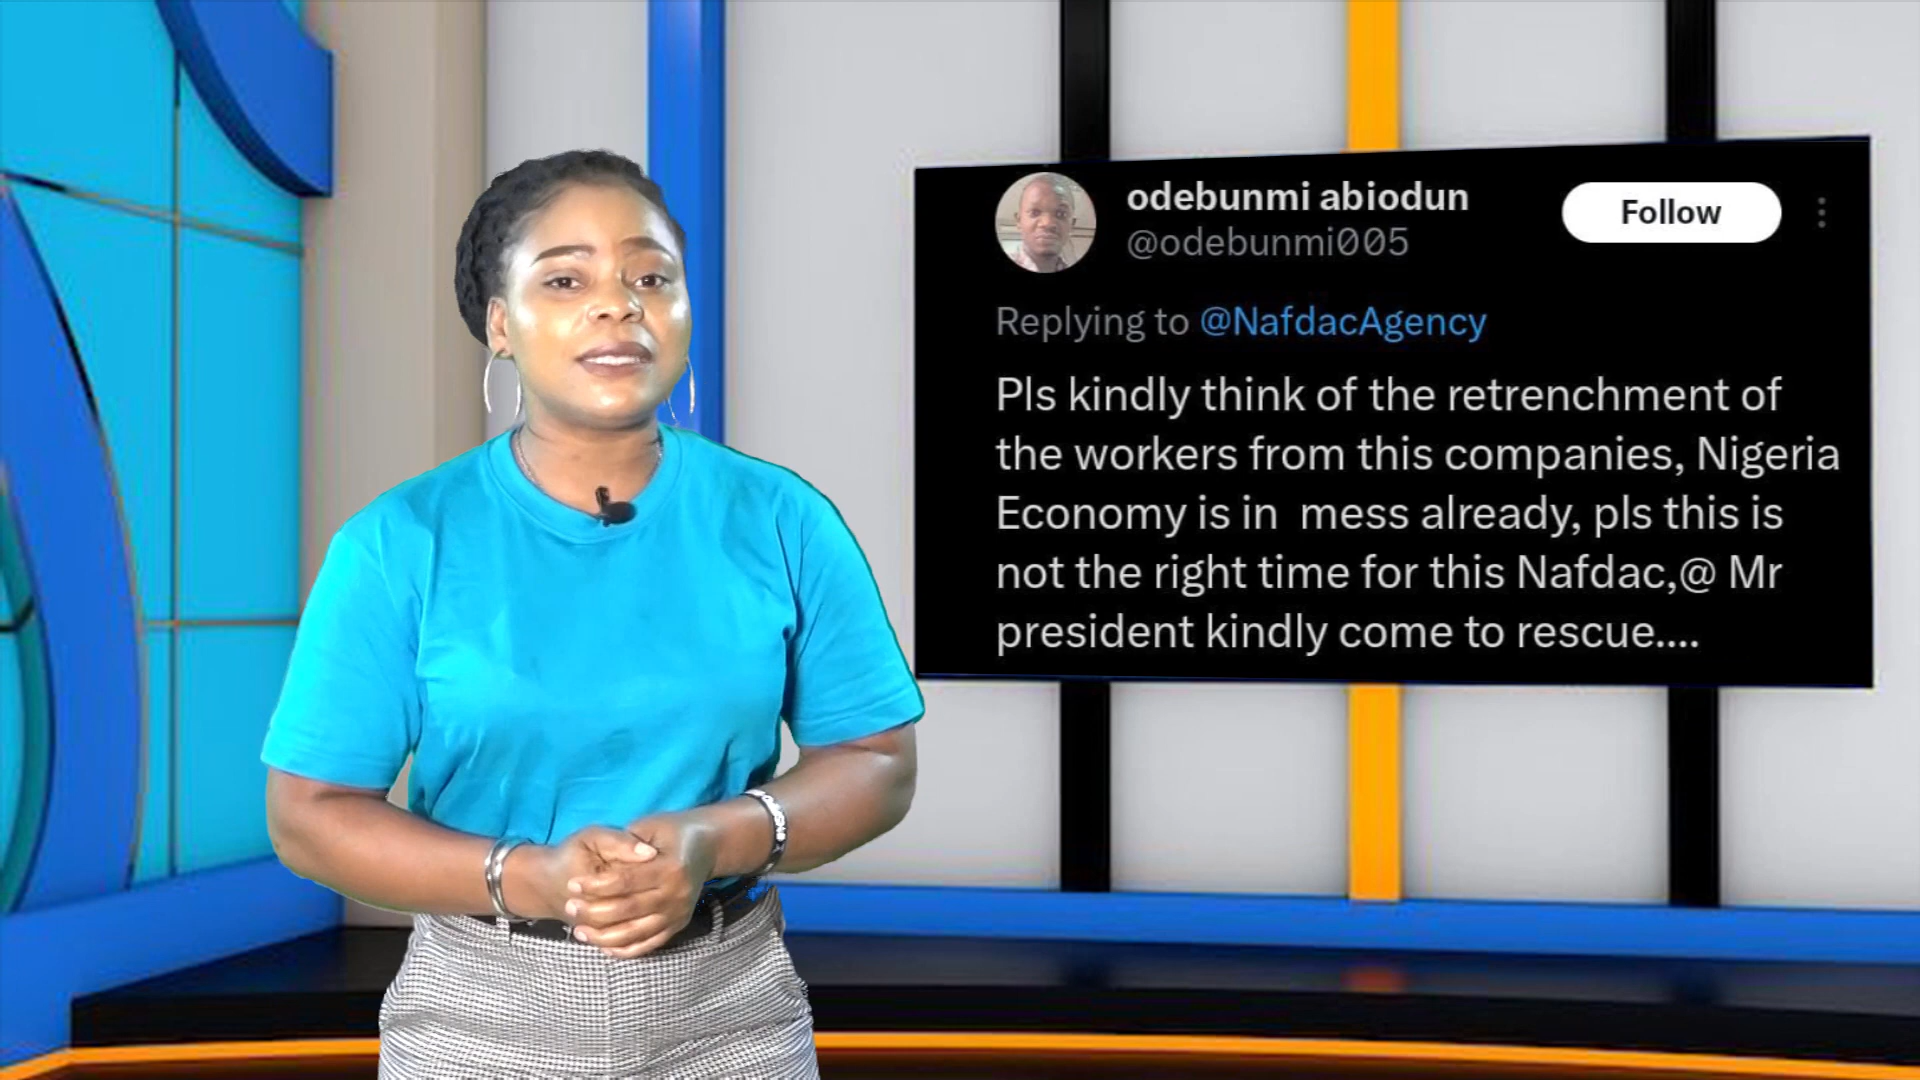 odebunmi abiodun
@odebunmi005
Follow
Replying to @NafdacAgency
Pls kindly think of the retrenchment of
the workers from this companies, Nigeria
Economy is in  mess already, pls this is
not the right time for this Nafdac,@ Mr
president kindly come to rescue....